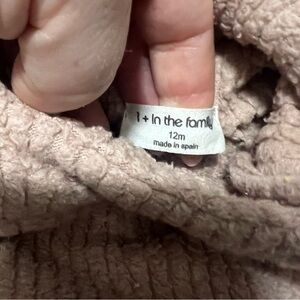 1 + in the family
12m
made in spain